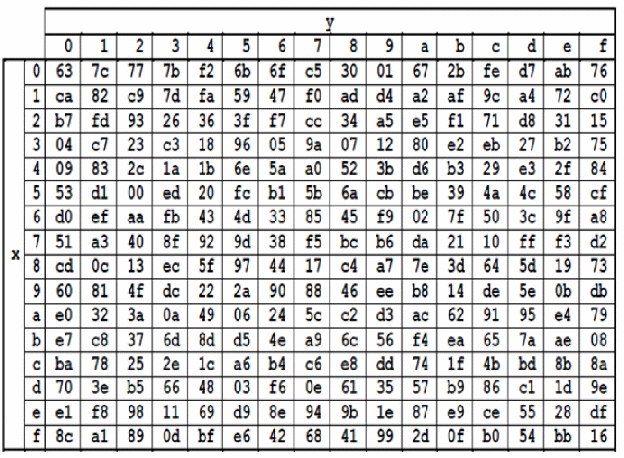 y
0 1 2 3 4 5 6 7 8 9 a b c d e f
0 63 7c 77 7b f2 6b 6f c5 30 01 67 2b fe d7 ab 76
1 ca 82 c9 7d fa 59 47 f0 ad d4 a2 af 9c a4 72 c0
2 b7 fd 93 26 36 3f f7 cc 34 a5 e5 f1 71 d8 31 15
3 04 c7 23 c3 18 96 05 9a 07 12 80 e2 eb 27 b2 75
4 09 83 2c 1a 1b 6e 5a a0 52 3b d6 b3 29 e3 2f 84
5 53 d1 00 ed 20 fc b1 5b 6a cb be 39 4a 4c 58 cf
6 d0 ef aa fb 43 4d 33 85 45 f9 02 7f 50 3c 9f a8
x 7 51 a3 40 8f 92 9d 38 f5 bc b6 da 21 10 ff f3 d2
8 cd 0c 13 ec 5f 97 44 17 c4 a7 7e 3d 64 5d 19 73
9 60 81 4f dc 22 2a 90 88 46 ee b8 14 de 5e 0b db
a e0 32 3a 0a 49 06 24 5c c2 d3 ac 62 91 95 e4 79
b e7 c8 37 6d 8d d5 4e a9 6c 56 f4 ea 65 7a ae 08
c ba 78 25 2e 1c a6 b4 c6 e8 dd 74 1f 4b bd 8b 8a
d 70 3e b5 66 48 03 f6 0e 61 35 57 b9 86 c1 1d 9e
e e1 f8 98 11 69 d9 8e 94 9b 1e 87 e9 ce 55 28 df
f 8c a1 89 0d bf e6 42 68 41 99 2d 0f b0 54 bb 16